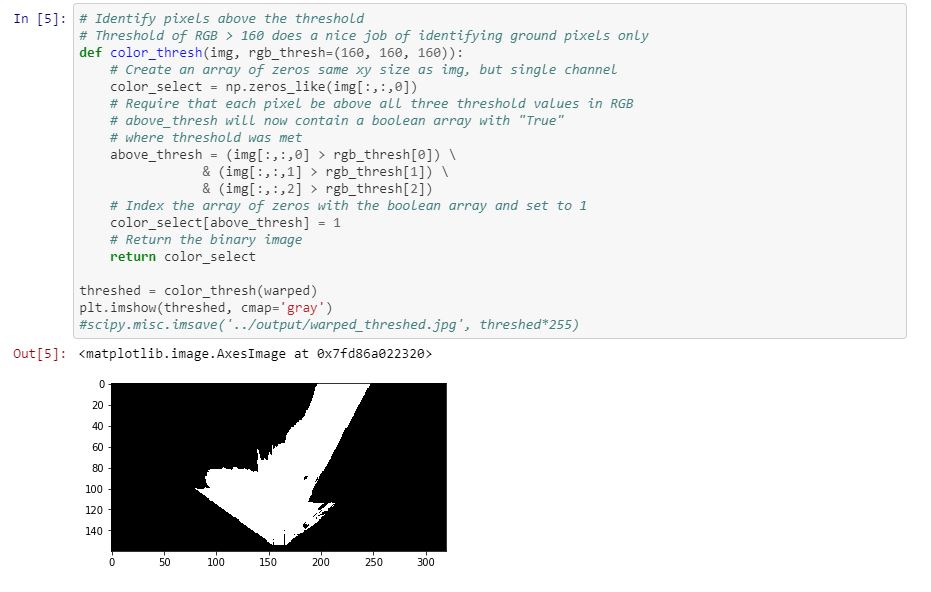 In [5]: # Identify pixels above the threshold
# Threshold of RGB > 160 does a nice job of identifying ground pixels only
def color_thresh(img, rgb_thresh=(160, 160, 160)):
    # Create an array of zeros same xy size as img, but single channel
    color_select = np.zeros_like(img[:,:,0])
    # Require that each pixel be above all three threshold values in RGB
    # above_thresh will now contain a boolean array with "True"
    # where threshold was met
    above_thresh = (img[:,:,0] > rgb_thresh[0]) \
                & (img[:,:,1] > rgb_thresh[1]) \
                & (img[:,:,2] > rgb_thresh[2])
    # Index the array of zeros with the boolean array and set to 1
    color_select[above_thresh] = 1
    # Return the binary image
    return color_select

threshed = color_thresh(warped)
plt.imshow(threshed, cmap='gray')
#scipy.misc.imsave('../output/warped_threshed.jpg', threshed*255)
Out[5]: <matplotlib.image.AxesImage at 0x7fd86a022320>
0
20
40
60
80
100
120
140
0 50 100 150 200 250 300